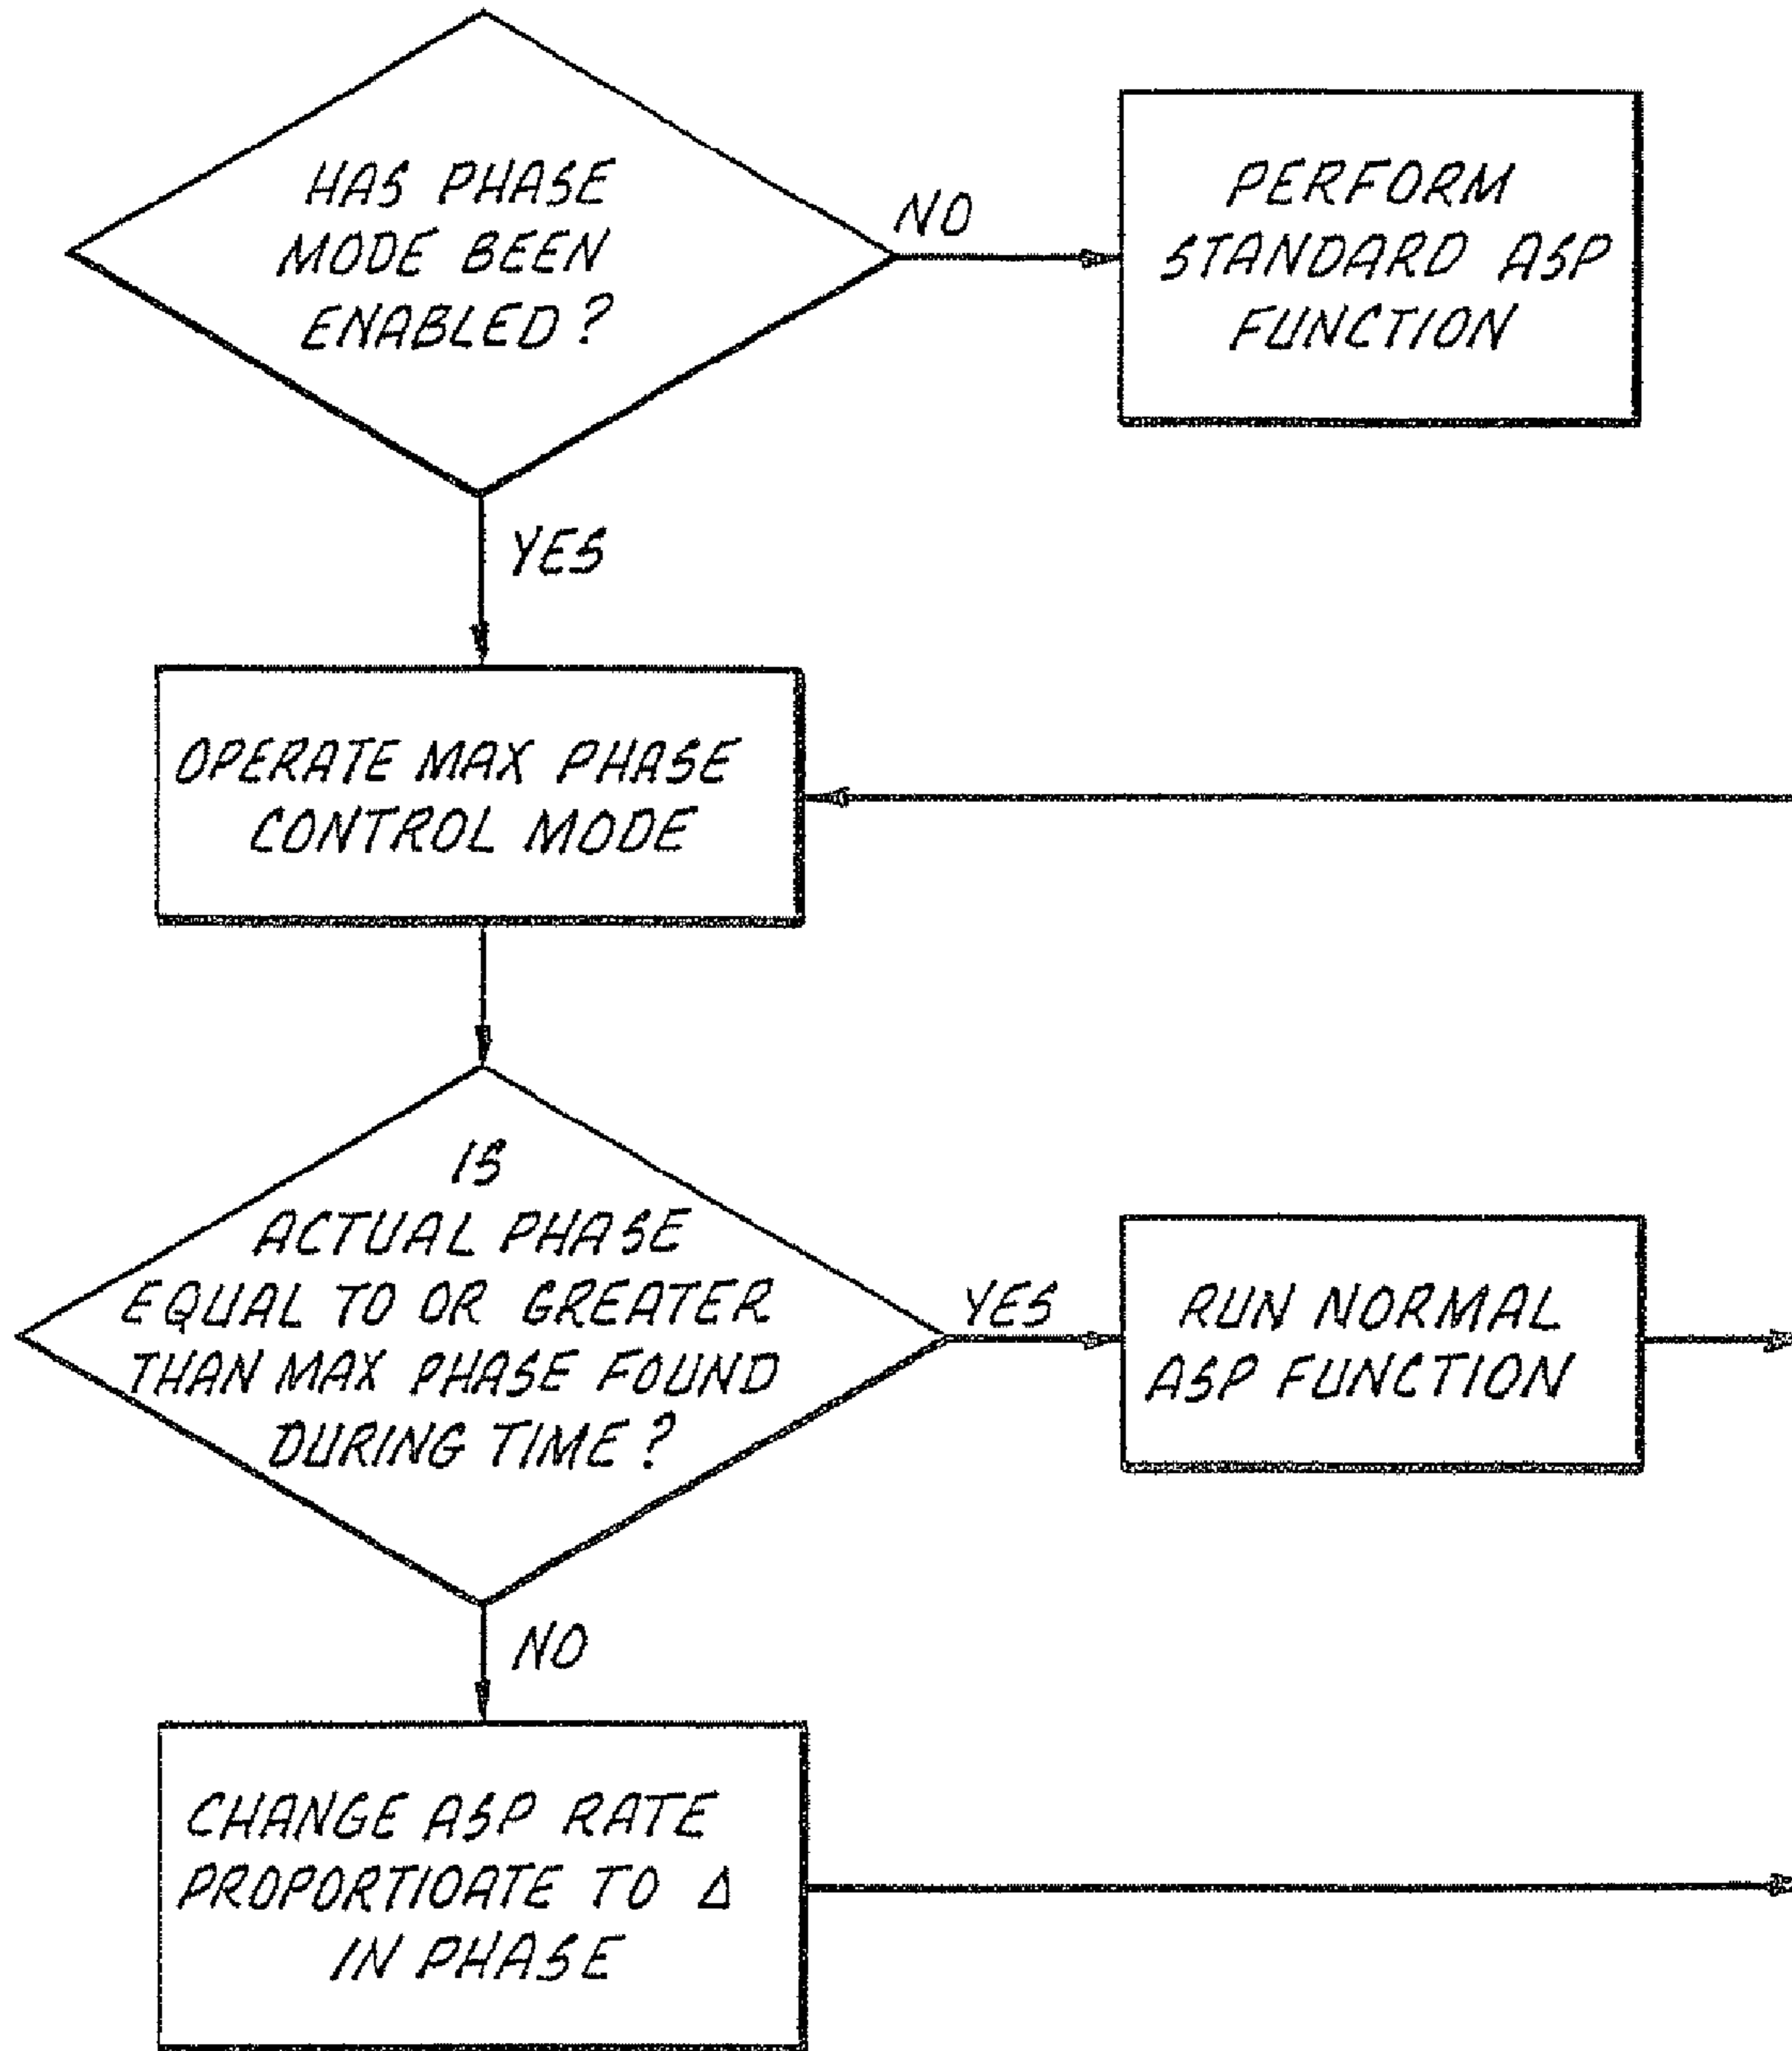 HAS PHASE
MODE BEEN
ENABLED?
NO
PERFORM
STANDARD ASP
FUNCTION
YES
OPERATE MAX PHASE
CONTROL MODE
IS
ACTUAL PHASE
EQUAL TO OR GREATER
THAN MAX PHASE FOUND
DURING TIME?
YES
RUN NORMAL
ASP FUNCTION
NO
CHANGE ASP RATE
PROPORTIOATE TO Δ
IN PHASE